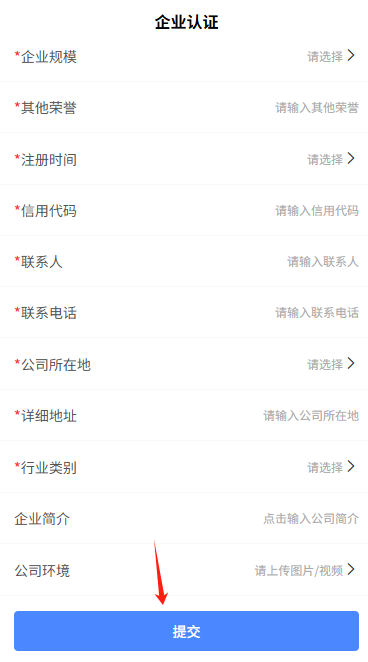 企业认证
*企业规模 请选择
*其他荣誉 请输入其他荣誉
*注册时间 请选择
*信用代码 请输入信用代码
*联系人 请输入联系人
*联系电话 请输入联系电话
*公司所在地 请选择
*详细地址 请输入公司所在地
*行业类别 请选择
企业简介 点击输入公司简介
公司环境 请上传图片/视频
提交